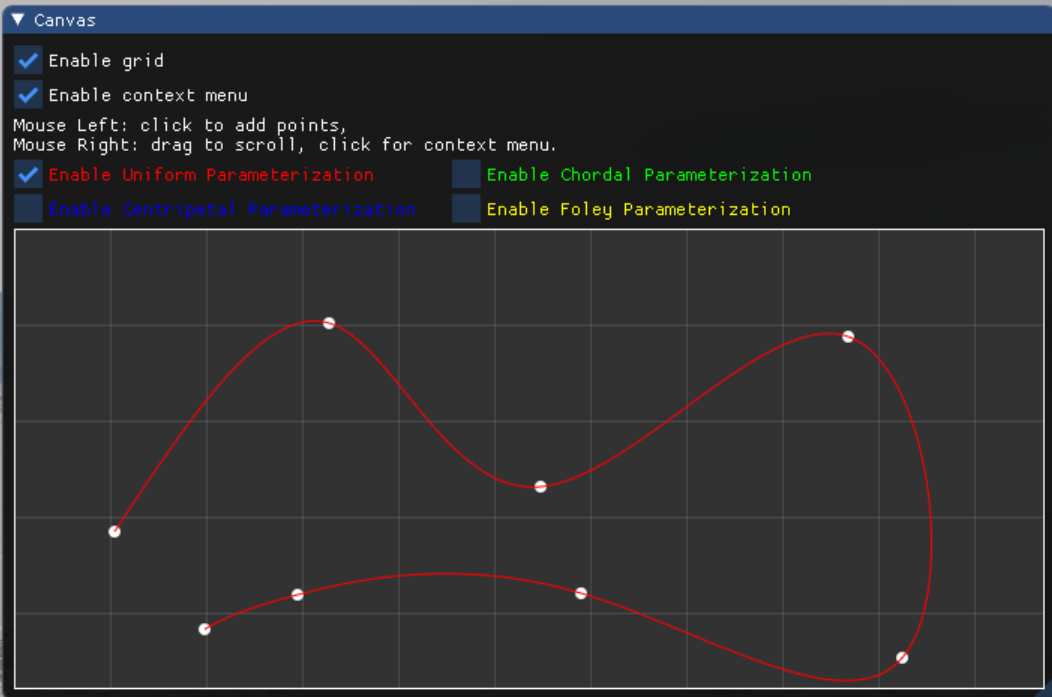 Canvas
Enable grid
Enable context menu
Mouse Left: click to add points,
Mouse Right: drag to scroll, click for context menu.
Enable Uniform Parameterization Enable Chordal Parameterization
Enable Centripetal Parameterization Enable Foley Parameterization